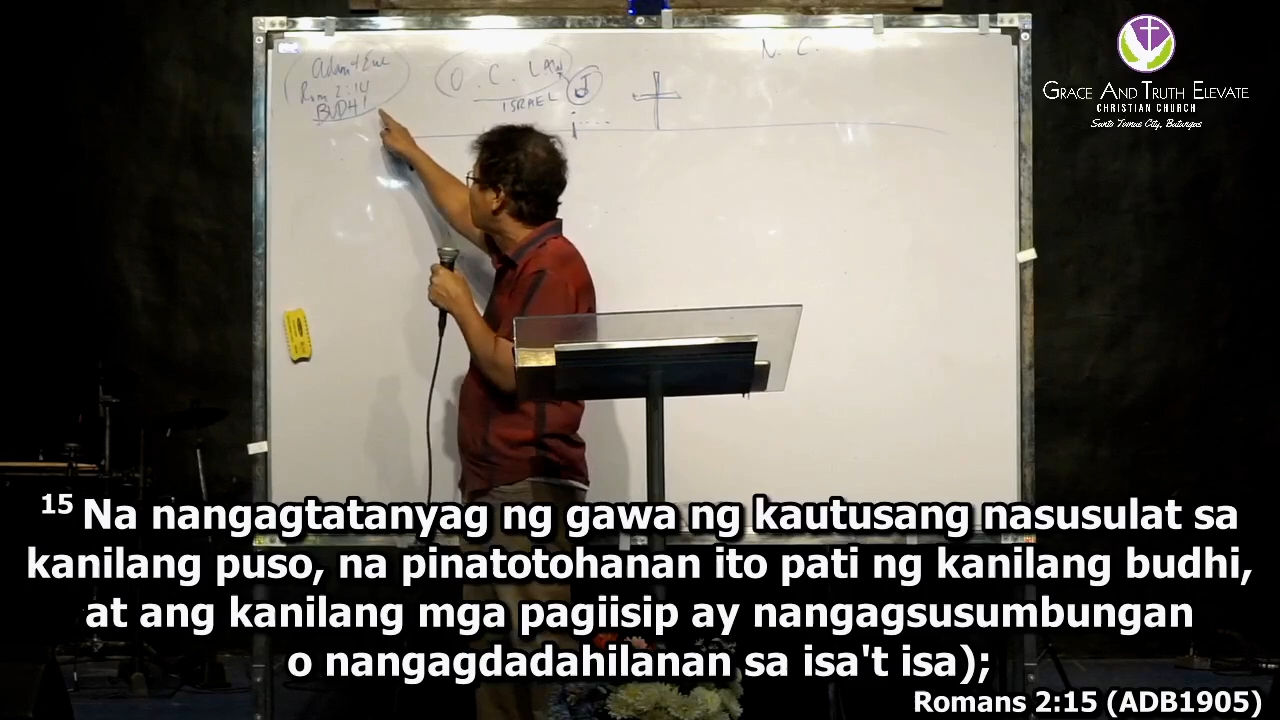 Adam & Eve
Rom 2:14
BUDHI
O. C. LAW
ISRAEL
J
N. C.
GRACE AND TRUTH ELEVATE
CHRISTIAN CHURCH
Santo Tomas City, Batangas
15 Na nangagtatanyag ng gawa ng kautusang nasusulat sa
kanilang puso, na pinatotohanan ito pati ng kanilang budhi,
at ang kanilang mga pagiisip ay nangagsusumbungan
o nangagdadahilanan sa isa't isa);
Romans 2:15 (ADB1905)